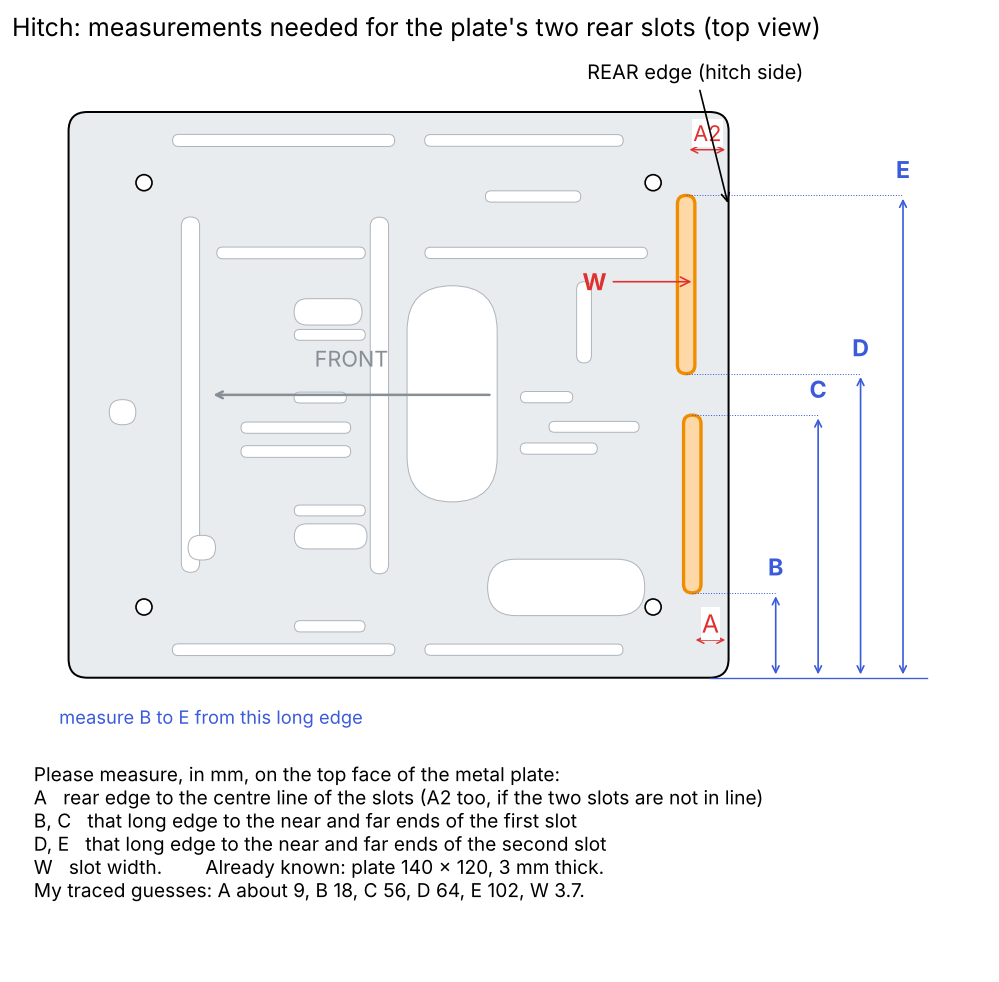 Hitch: measurements needed for the plate's two rear slots (top view)
REAR edge (hitch side)
A2
E
W
D
FRONT
C
B
A
measure B to E from this long edge
Please measure, in mm, on the top face of the metal plate:
A rear edge to the centre line of the slots (A2 too, if the two slots are not in line)
B, C that long edge to the near and far ends of the first slot
D, E that long edge to the near and far ends of the second slot
W slot width. Already known: plate 140 × 120, 3 mm thick.
My traced guesses: A about 9, B 18, C 56, D 64, E 102, W 3.7.